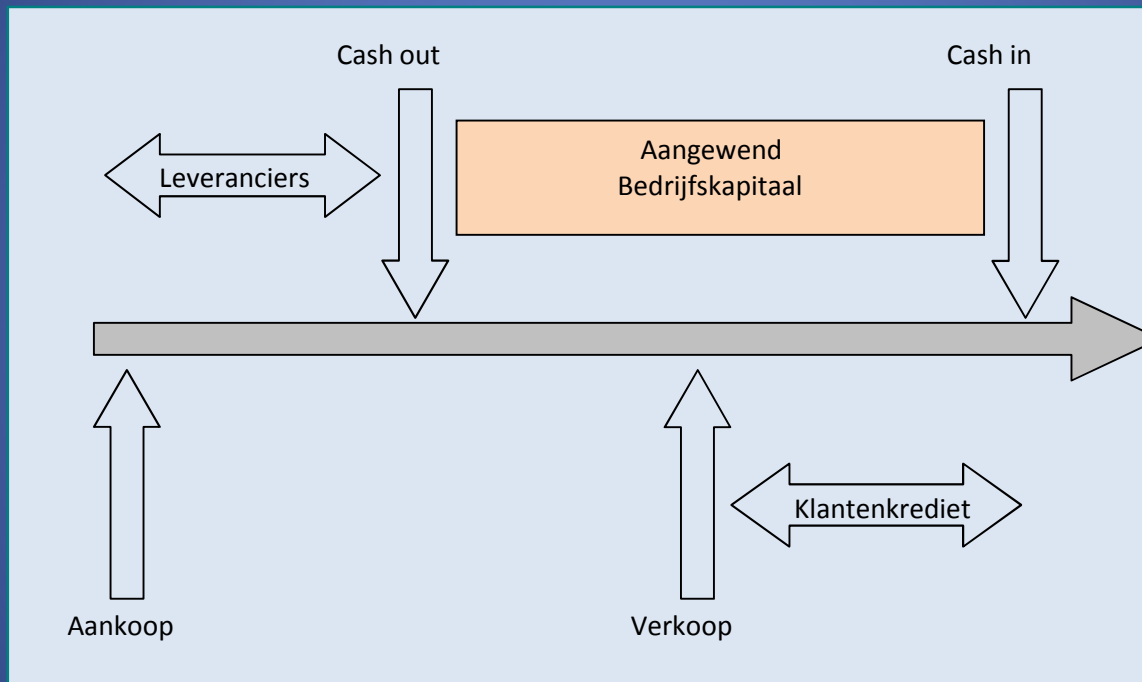 Cash out
Cash in
Leveranciers
Aangewend
Bedrijfskapitaal
Klantenkrediet
Aankoop
Verkoop